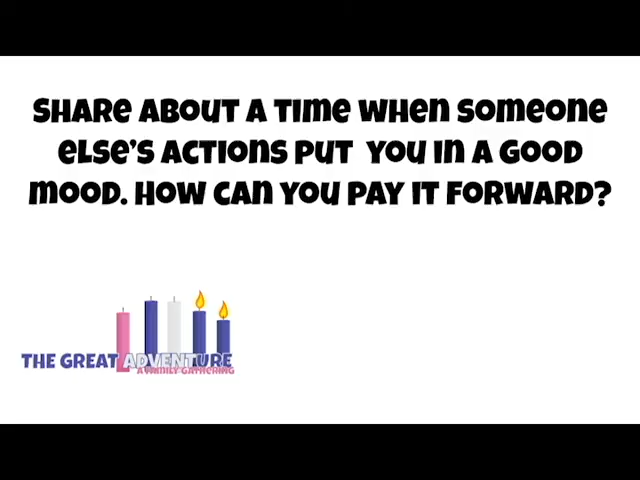 Share about a time when someone
else's actions put you in a good
mood. How can you pay it forward?
THE GREAT ADVENTURE
A FAMILY GATHERING